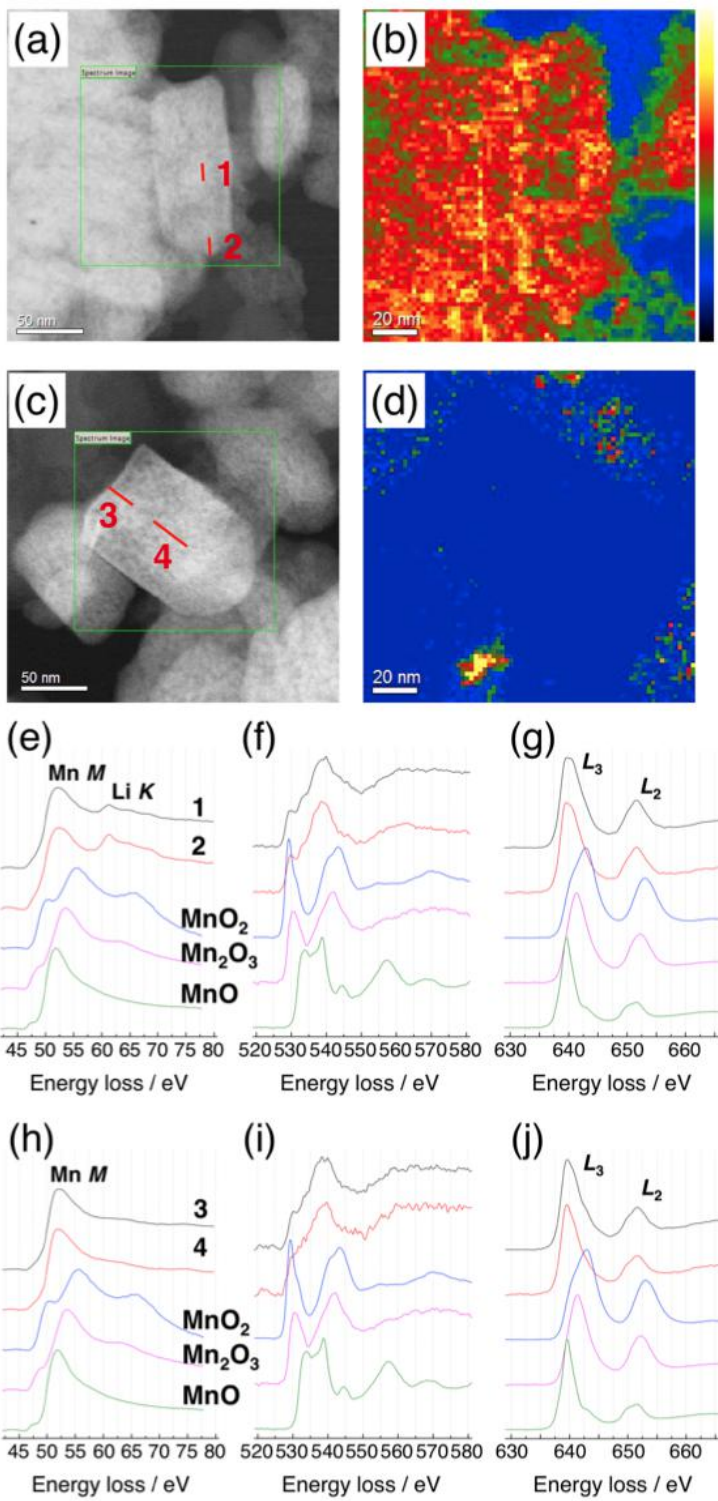 (a)
Spectrum Image
1
2
50 nm
(b)
20 nm
(c)
Spectrum Image
3
4
50 nm
(d)
20 nm
(e)
Mn M
Li K
1
2
MnO₂
Mn₂O₃
MnO
45 50 55 60 65 70 75 80
Energy loss / eV
(f)
520 530 540 550 560 570 580
Energy loss / eV
(g)
L₃
L₂
630 640 650 660
Energy loss / eV
(h)
Mn M
3
4
MnO₂
Mn₂O₃
MnO
45 50 55 60 65 70 75 80
Energy loss / eV
(i)
520 530 540 550 560 570 580
Energy loss / eV
(j)
L₃
L₂
630 640 650 660
Energy loss / eV